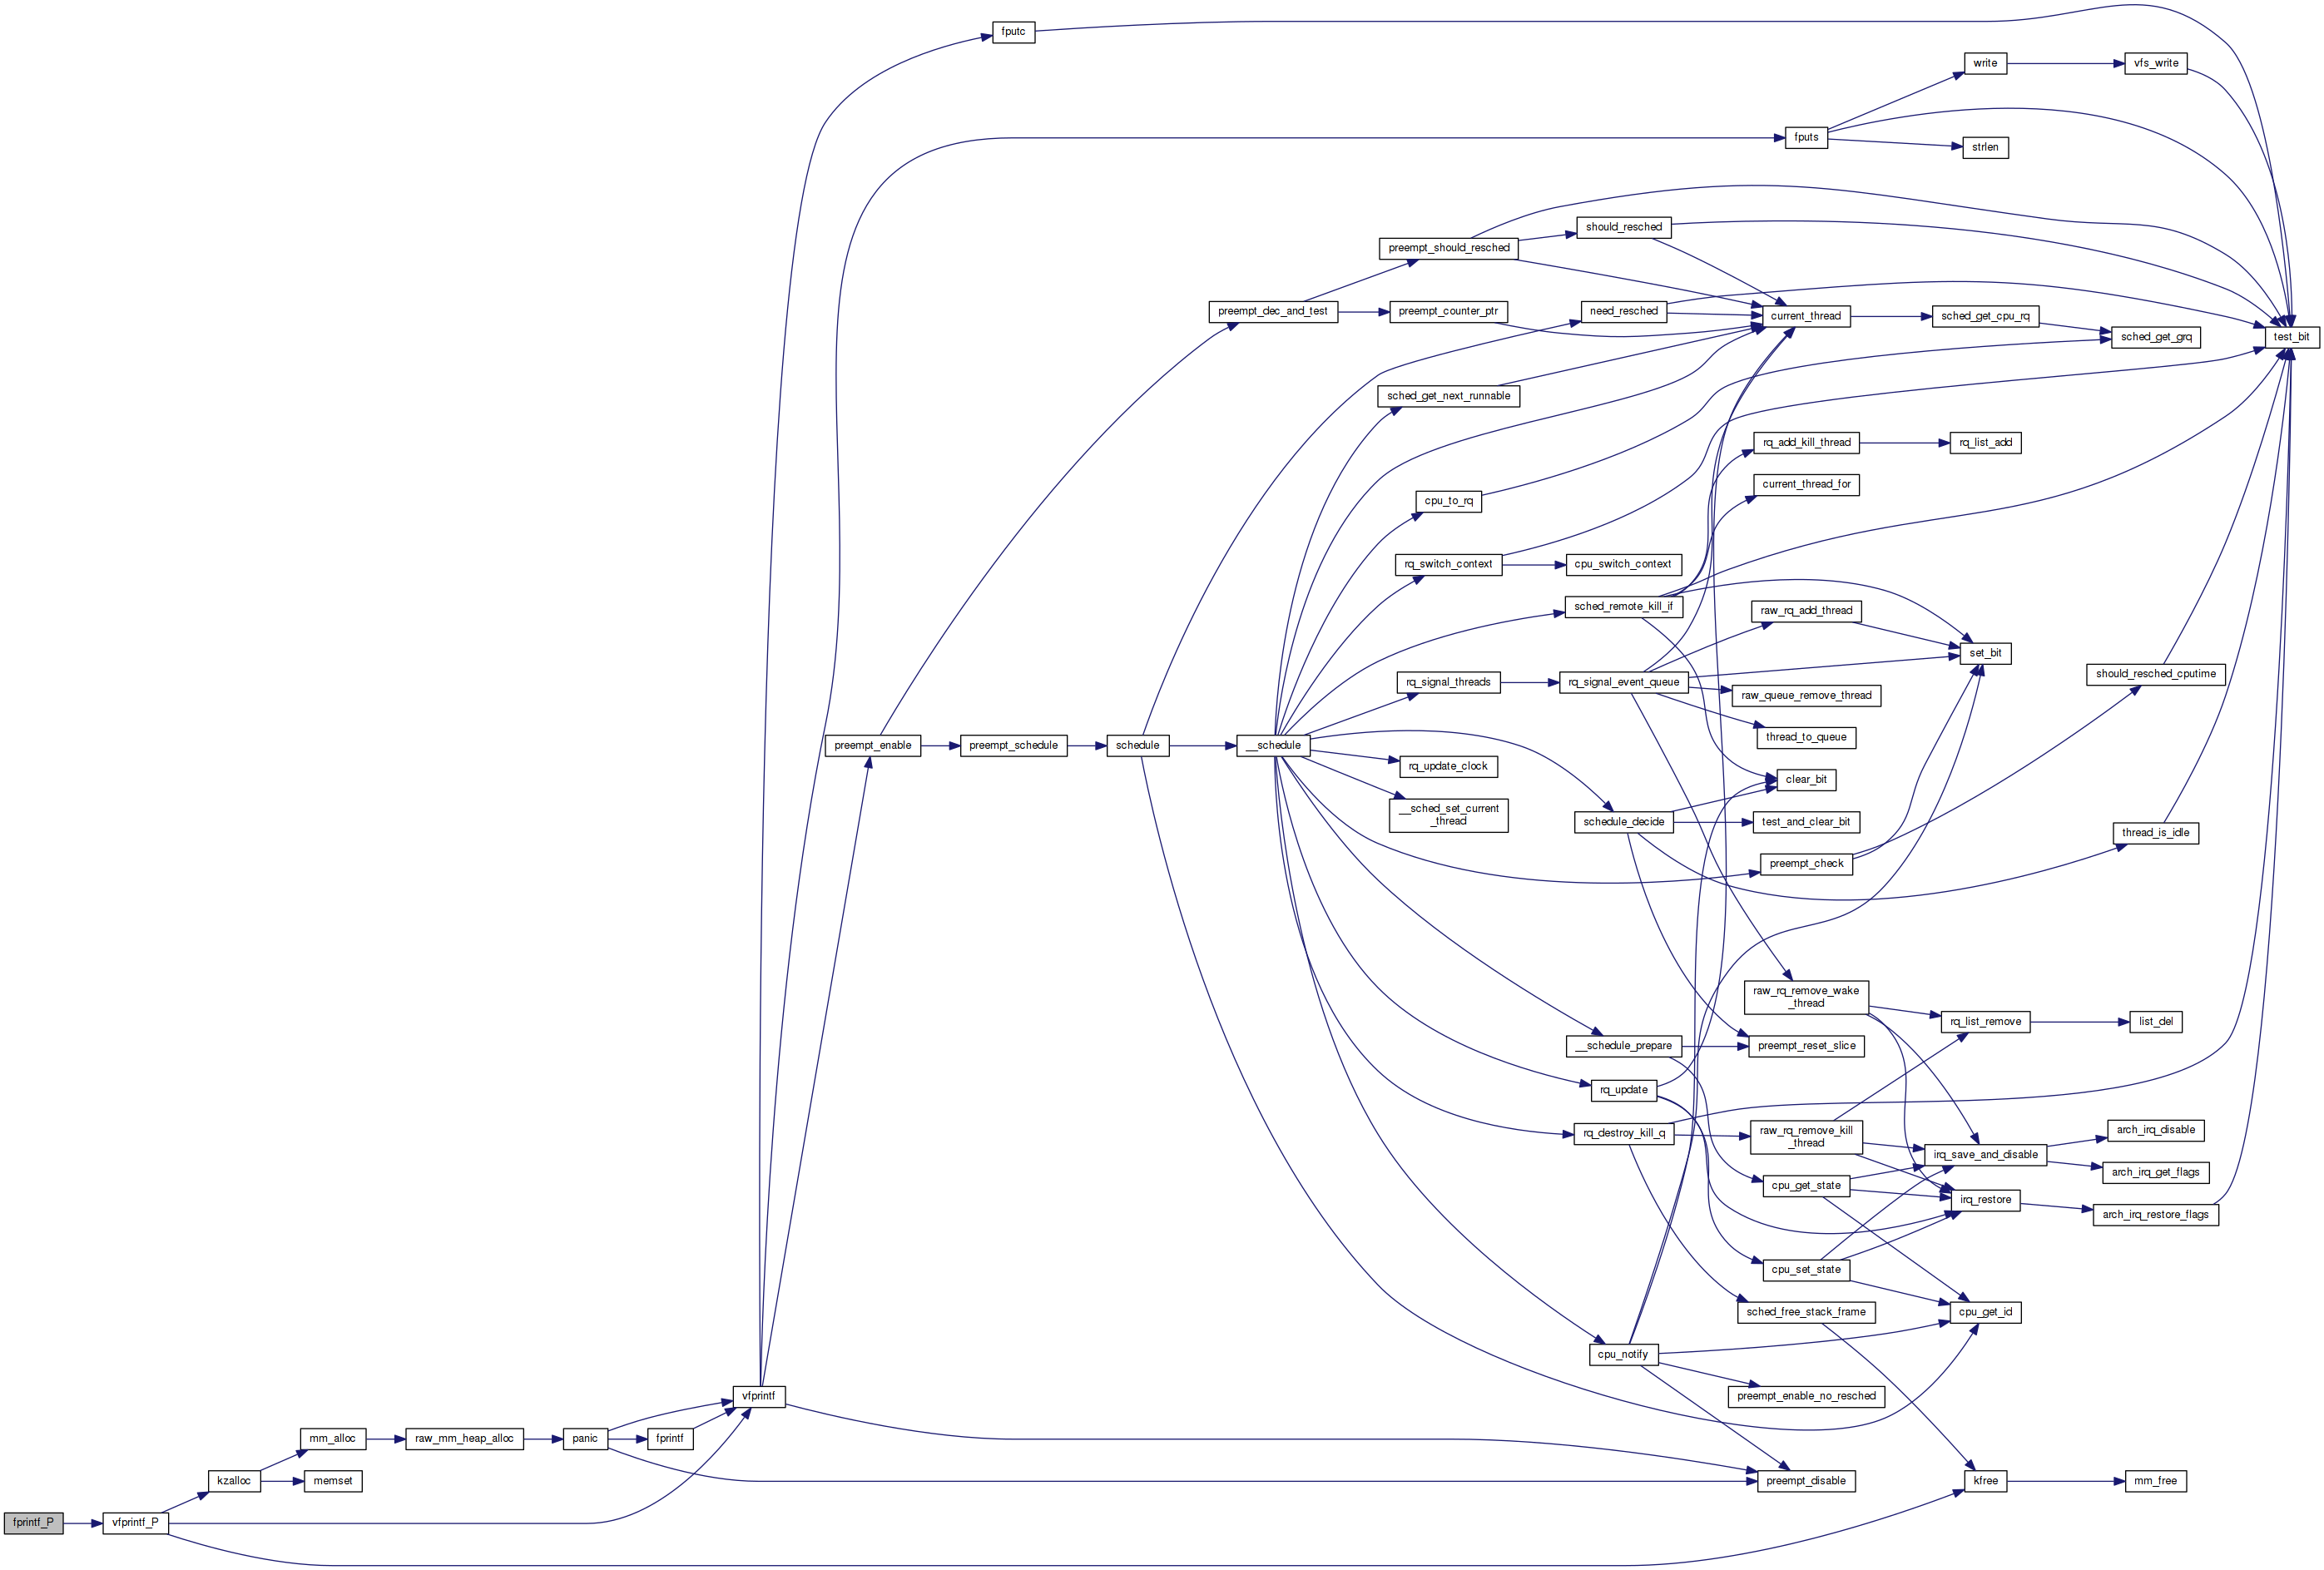 fputc
write
vfs_write
fputs
strlen
should_resched
preempt_should_resched
preempt_dec_and_test
preempt_counter_ptr
need_resched
current_thread
sched_get_cpu_rq
sched_get_grq
test_bit
sched_get_next_runnable
rq_add_kill_thread
rq_list_add
current_thread_for
cpu_to_rq
rq_switch_context
cpu_switch_context
sched_remote_kill_if
raw_rq_add_thread
set_bit
should_resched_cputime
rq_signal_threads
rq_signal_event_queue
raw_queue_remove_thread
thread_to_queue
preempt_enable
preempt_schedule
schedule
__schedule
rq_update_clock
clear_bit
__sched_set_current
_thread
schedule_decide
test_and_clear_bit
thread_is_idle
preempt_check
raw_rq_remove_wake
_thread
rq_list_remove
list_del
__schedule_prepare
preempt_reset_slice
rq_update
rq_destroy_kill_q
raw_rq_remove_kill
_thread
arch_irq_disable
irq_save_and_disable
arch_irq_get_flags
cpu_get_state
irq_restore
arch_irq_restore_flags
cpu_set_state
sched_free_stack_frame
cpu_get_id
cpu_notify
preempt_enable_no_resched
vfprintf
mm_alloc
raw_mm_heap_alloc
panic
fprintf
kzalloc
memset
preempt_disable
kfree
mm_free
fprintf_P
vfprintf_P